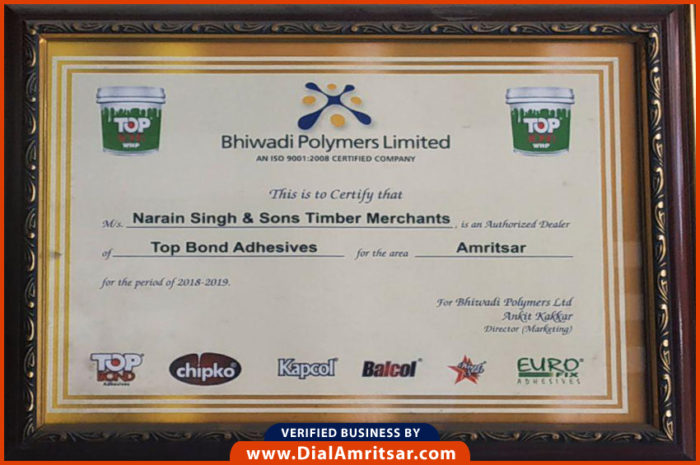 TOP
BOND
WHP
TOP
WHP
Bhiwadi Polymers Limited
AN ISO 9001:2008 CERTIFIED COMPANY
This is to Certify that
M/s. Narain Singh & Sons Timber Merchants, is an Authorized Dealer
of Top Bond Adhesives for the area Amritsar
for the period of 2018-2019.
For Bhiwadi Polymers Ltd
Ankit Kakkar
Director (Marketing)
TOP
BOND
Adhesives
chipko
Kapcol
Balcol
EURO
FIX
ADHESIVES
VERIFIED BUSINESS BY
www.DialAmritsar.com